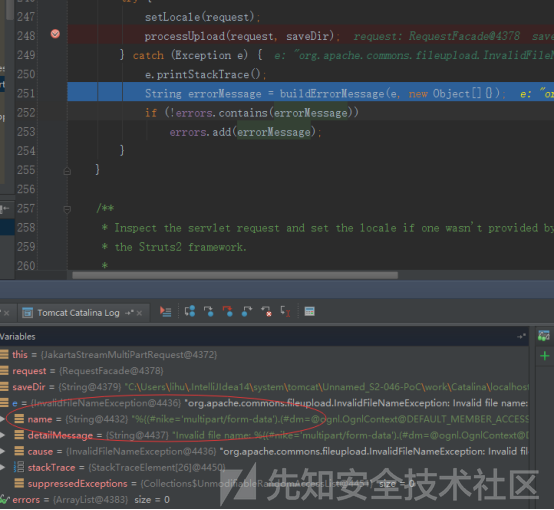 247 setLocale(request);
248 processUpload(request, saveDir); request: RequestFacade@4378 save
249 } catch (Exception e) { e: "org.apache.commons.fileupload.InvalidFileN
250 e.printStackTrace();
251 String errorMessage = buildErrorMessage(e, new Object[]{}); e: "or
252 if (!errors.contains(errorMessage))
253 errors.add(errorMessage);
254 }
255 }
256
257 /**
258 * Inspect the servlet request and set the locale if one wasn't provided by
259 * the Struts2 framework.
260 *
Tomcat Catalina Log
Variables
this = {JakartaStreamMultiPartRequest@4372}
request = {RequestFacade@4378}
saveDir = {String@4379} "C:\Users\lihu\.IntelliJIdea14\system\tomcat\Unnamed_S2-046-PoC\work\Catalina\localhos
e = {InvalidFileNameException@4436} "org.apache.commons.fileupload.InvalidFileNameException: Invalid file name:
name = {String@4432} "%{(#nike='multipart/form-data').(#dm=@ognl.OgnlContext@DEFAULT_MEMBER_ACCESS
detailMessage = {String@4437} "Invalid file name: %{(#nike='multipart/form-data').(#dm=@ognl.OgnlContext@D
cause = {InvalidFileNameException@4436} "org.apache.commons.fileupload.InvalidFileNameException: Invalid fil
stackTrace = {StackTraceElement[26]@4450}
suppressedExceptions = {Collections$UnmodifiableRandomAccessList@4451} size = 0
errors = {ArrayList@4383} size = 0
先知安全技术社区